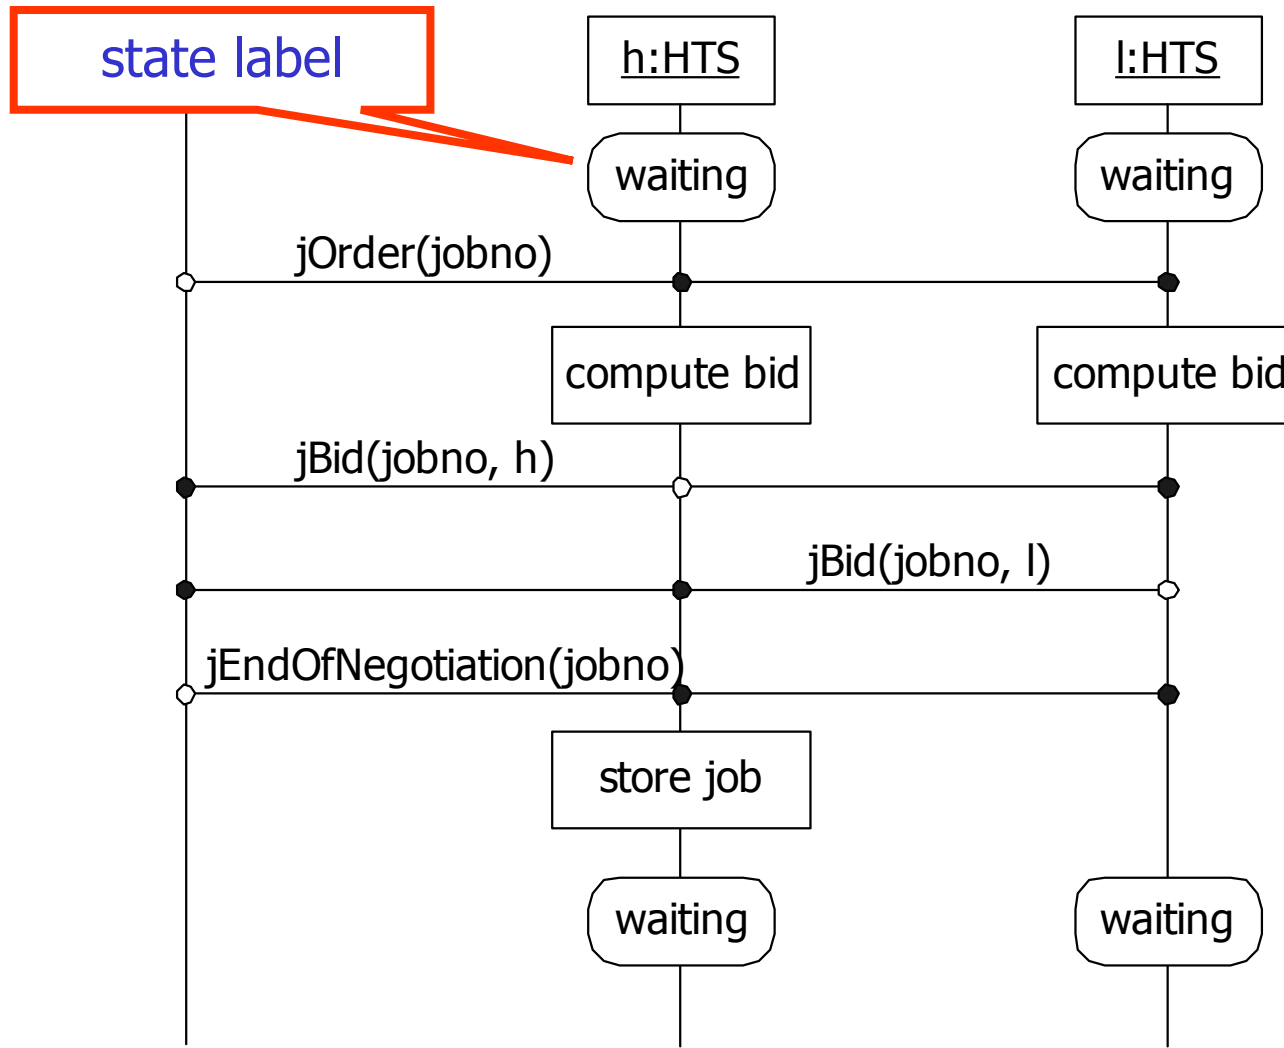 state label
h:HTS
l:HTS
waiting
waiting
jOrder(jobno)
compute bid
compute bid
jBid(jobno, h)
jBid(jobno, l)
jEndOfNegotiation(jobno)
store job
waiting
waiting